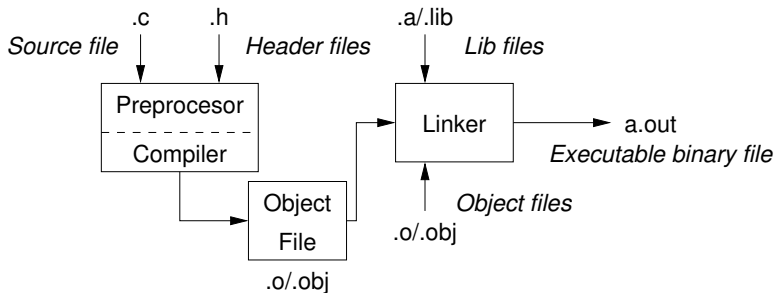 .c
.h
.a/.lib
Source file
Header files
Lib files
Preprocesor
Compiler
Linker
a.out
Executable binary file
Object
File
.o/.obj
Object files
.o/.obj